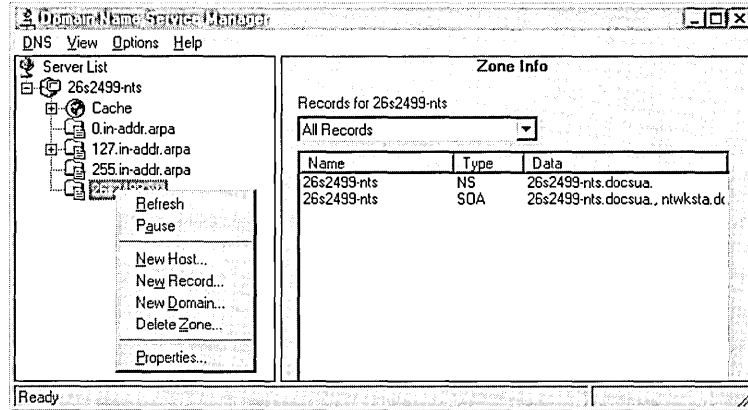 Domain Name Service Manager
DNS View Options Help
Server List
26s2499-nts
Cache
0.in-addr.arpa
127.in-addr.arpa
255.in-addr.arpa
Refresh
Pause
New Host...
New Record...
New Domain...
Delete Zone...
Properties...
Zone Info
Records for 26s2499-nts
All Records
Name Type Data
26s2499-nts NS 26s2499-nts.docsua.
26s2499-nts SOA 26s2499-nts.docsua., ntwksta.dc
Ready